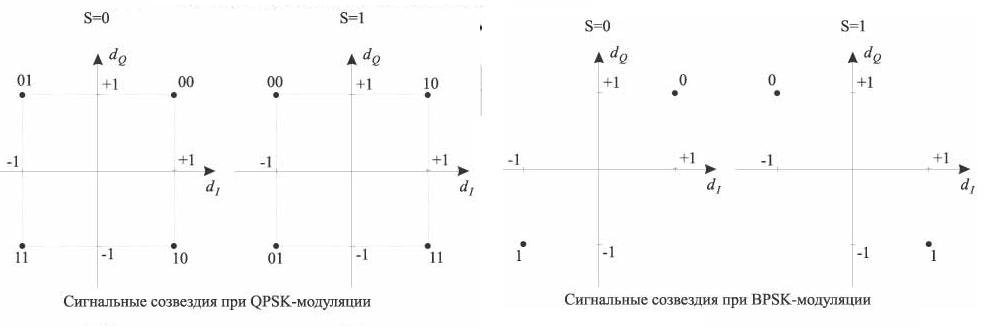 S=0
S=1
S=0
S=1
d_Q
d_Q
d_Q
d_Q
01
+1
00
00
+1
10
+1
0
0
+1
-1
+1
-1
+1
-1
+1
-1
+1
d_I
d_I
d_I
d_I
11
-1
10
01
-1
11
1
-1
-1
1
Сигнальные созвездия при QPSK-модуляции
Сигнальные созвездия при BPSK-модуляции